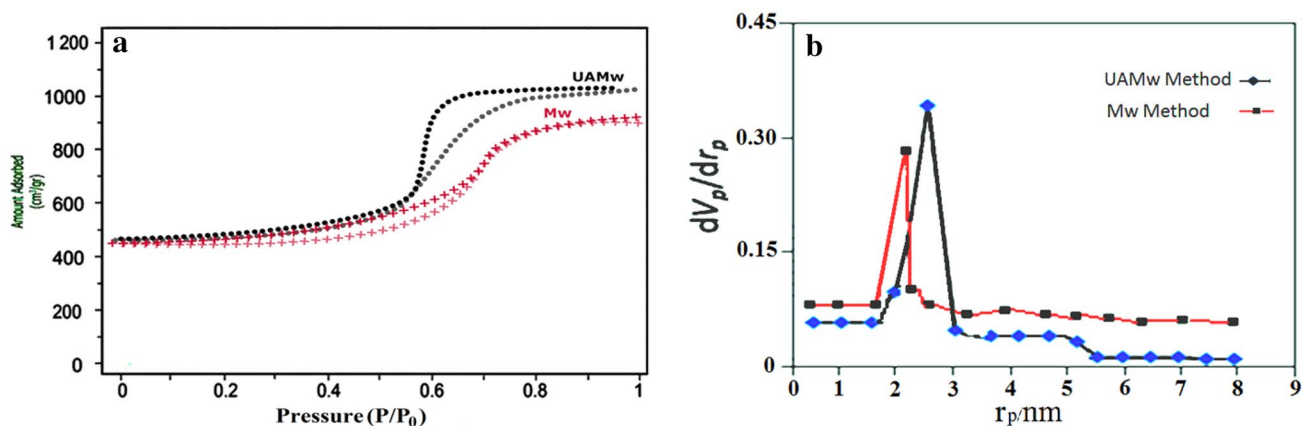 a
1200
1000
800
600
400
200
0
Amount Adsorbed
(cm³/gr)
UAMw
Mw
0 0.2 0.4 0.6 0.8 1
Pressure (P/P₀)
b
0.45
0.30
0.15
0
dVₚ/drₚ
UAMw Method
Mw Method
0 1 2 3 4 5 6 7 8 9
rₚ/nm